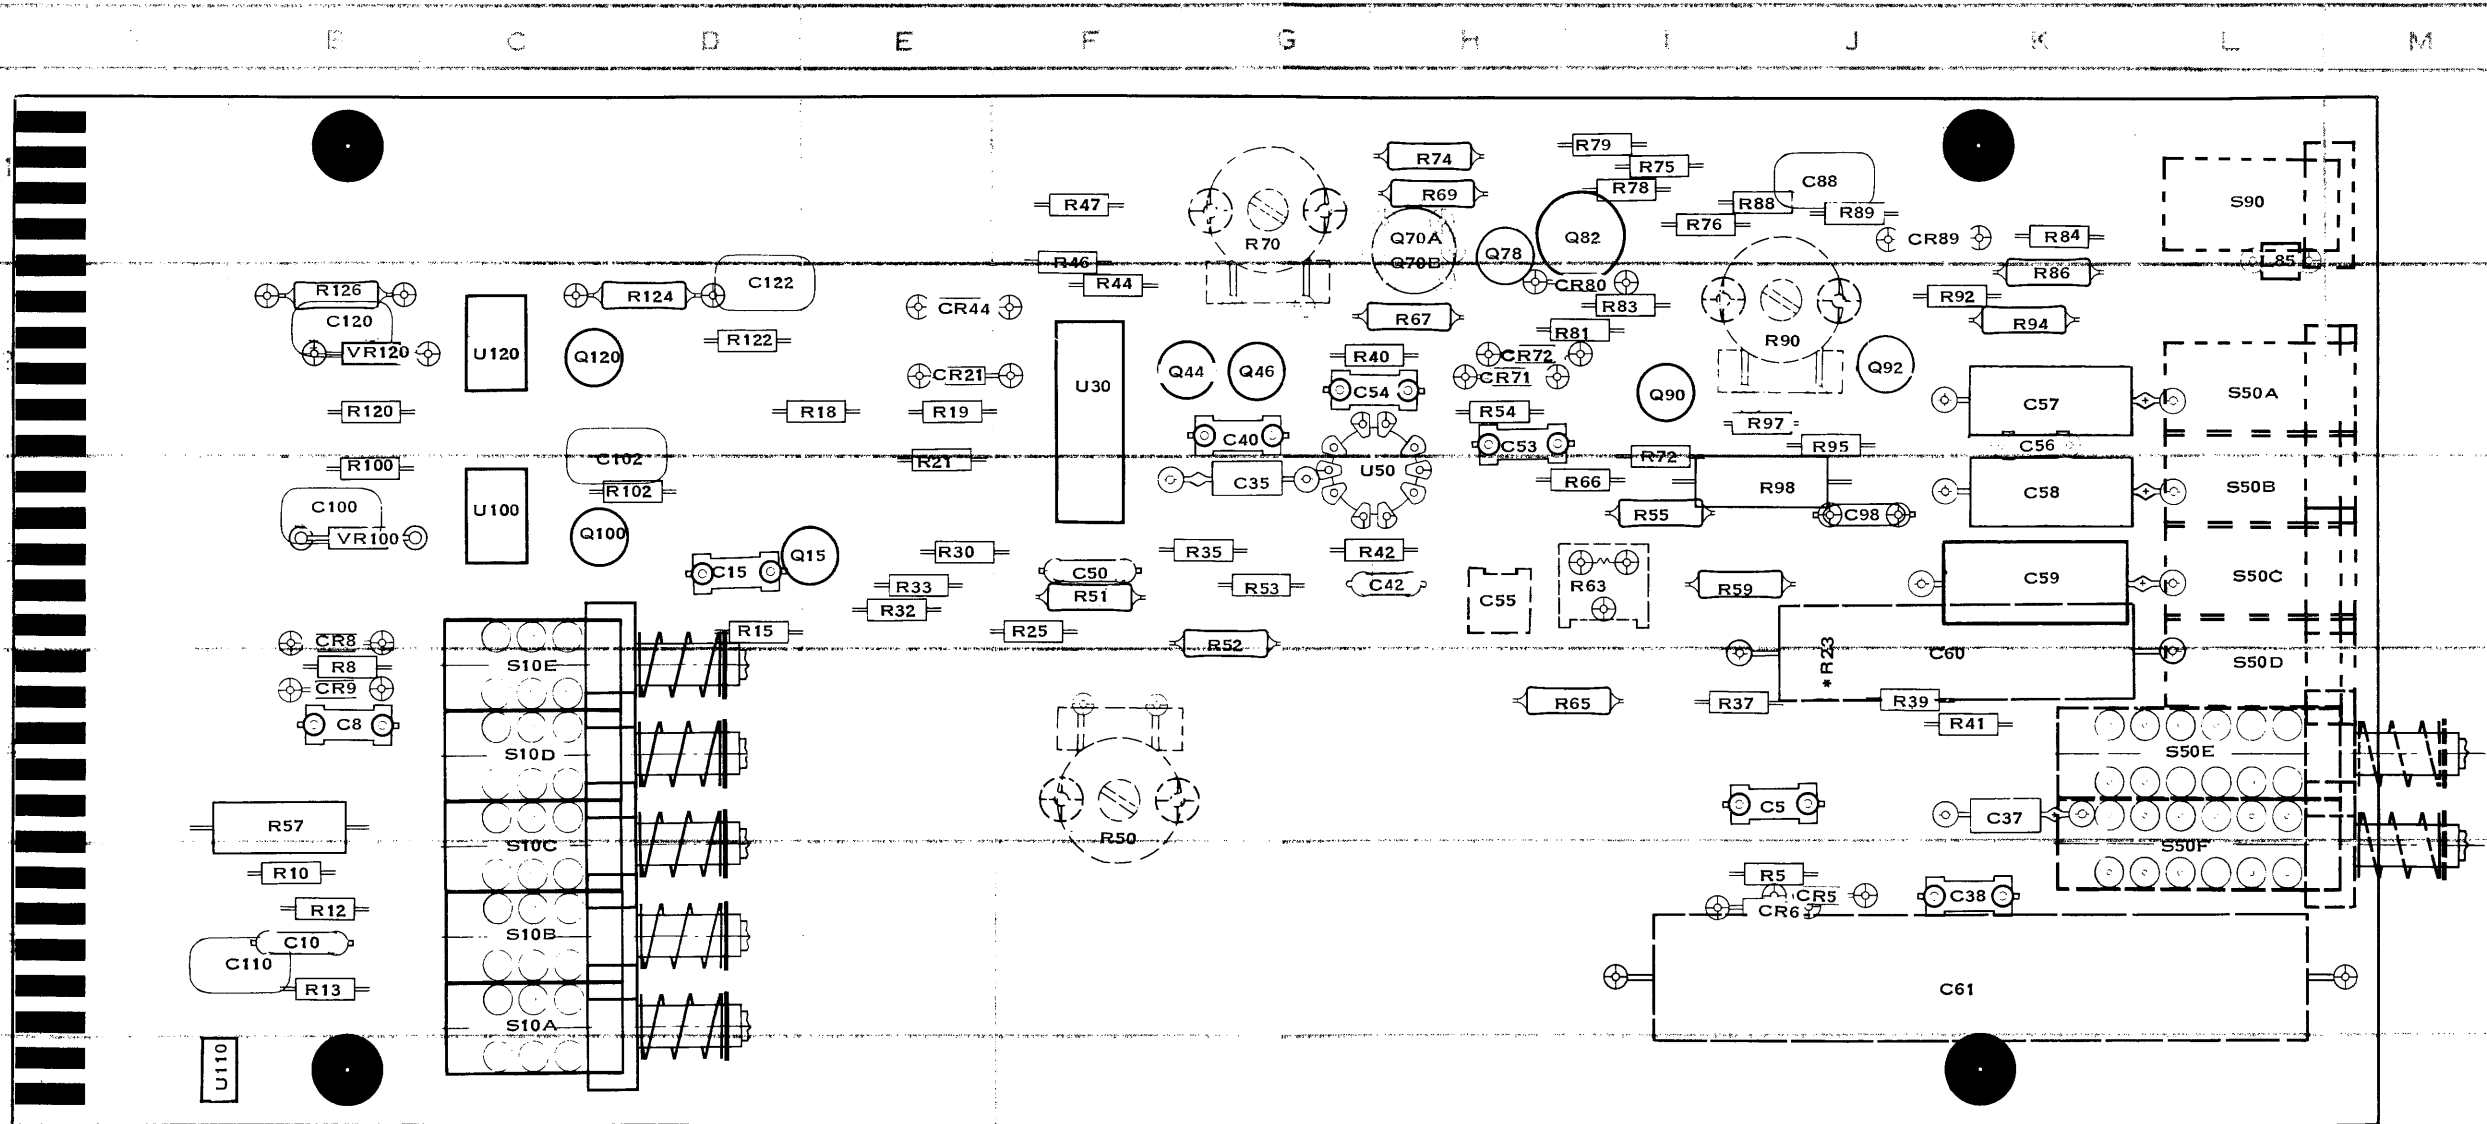 B C D E F G H I J K L M
R79
R74 R75
C88
R69 R78
R47 R88 S90
R89
R76
R70 Q70A Q82 CR89 R84
Q78
R46 Q70B 85
R86
C122 R44 CR80
R126 R124 R92
CR44 R83
C120 R67 R94
R122 R81
R90
VR120 U120 Q120 R40 CR72
Q44 Q46 Q92
CR21 CR71
U30 C54 Q90 S50A
R120 R18 R19 R54 C57
R97
C40 C53 R95 C56
R100 C102 R21 R72
U50
C35 R66 R98 S50B
R102 C58
C100 U100 R55 C98
Q100
VR100
R30 R35 R42
Q15
C15 C50 C59 S50C
R33 R53 C42 R63 R59
R51 C55
R32
R15 R25
CR8 R52
R8 S10E *R23 C60 S50D
CR9
R65 R37 R39
C8 R41
S10D S50E
C5
R57 C37
R50
S10C S50F
R10 R5
CR5 C38
R12 CR6
C10 S10B
C110
R13 C61
S10A
U110